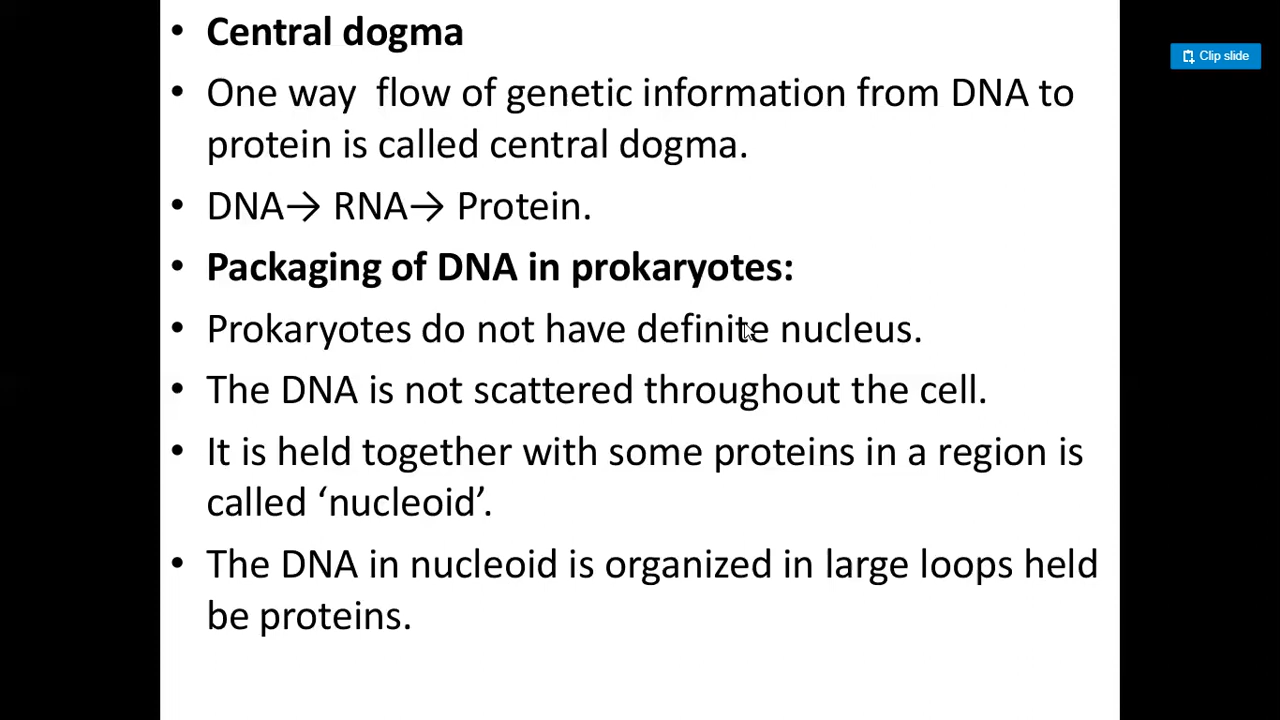 • Central dogma
Clip slide
• One way  flow of genetic information from DNA to
protein is called central dogma.
• DNA→ RNA→ Protein.
• Packaging of DNA in prokaryotes:
• Prokaryotes do not have definite nucleus.
• The DNA is not scattered throughout the cell.
• It is held together with some proteins in a region is
called ‘nucleoid’.
• The DNA in nucleoid is organized in large loops held
be proteins.